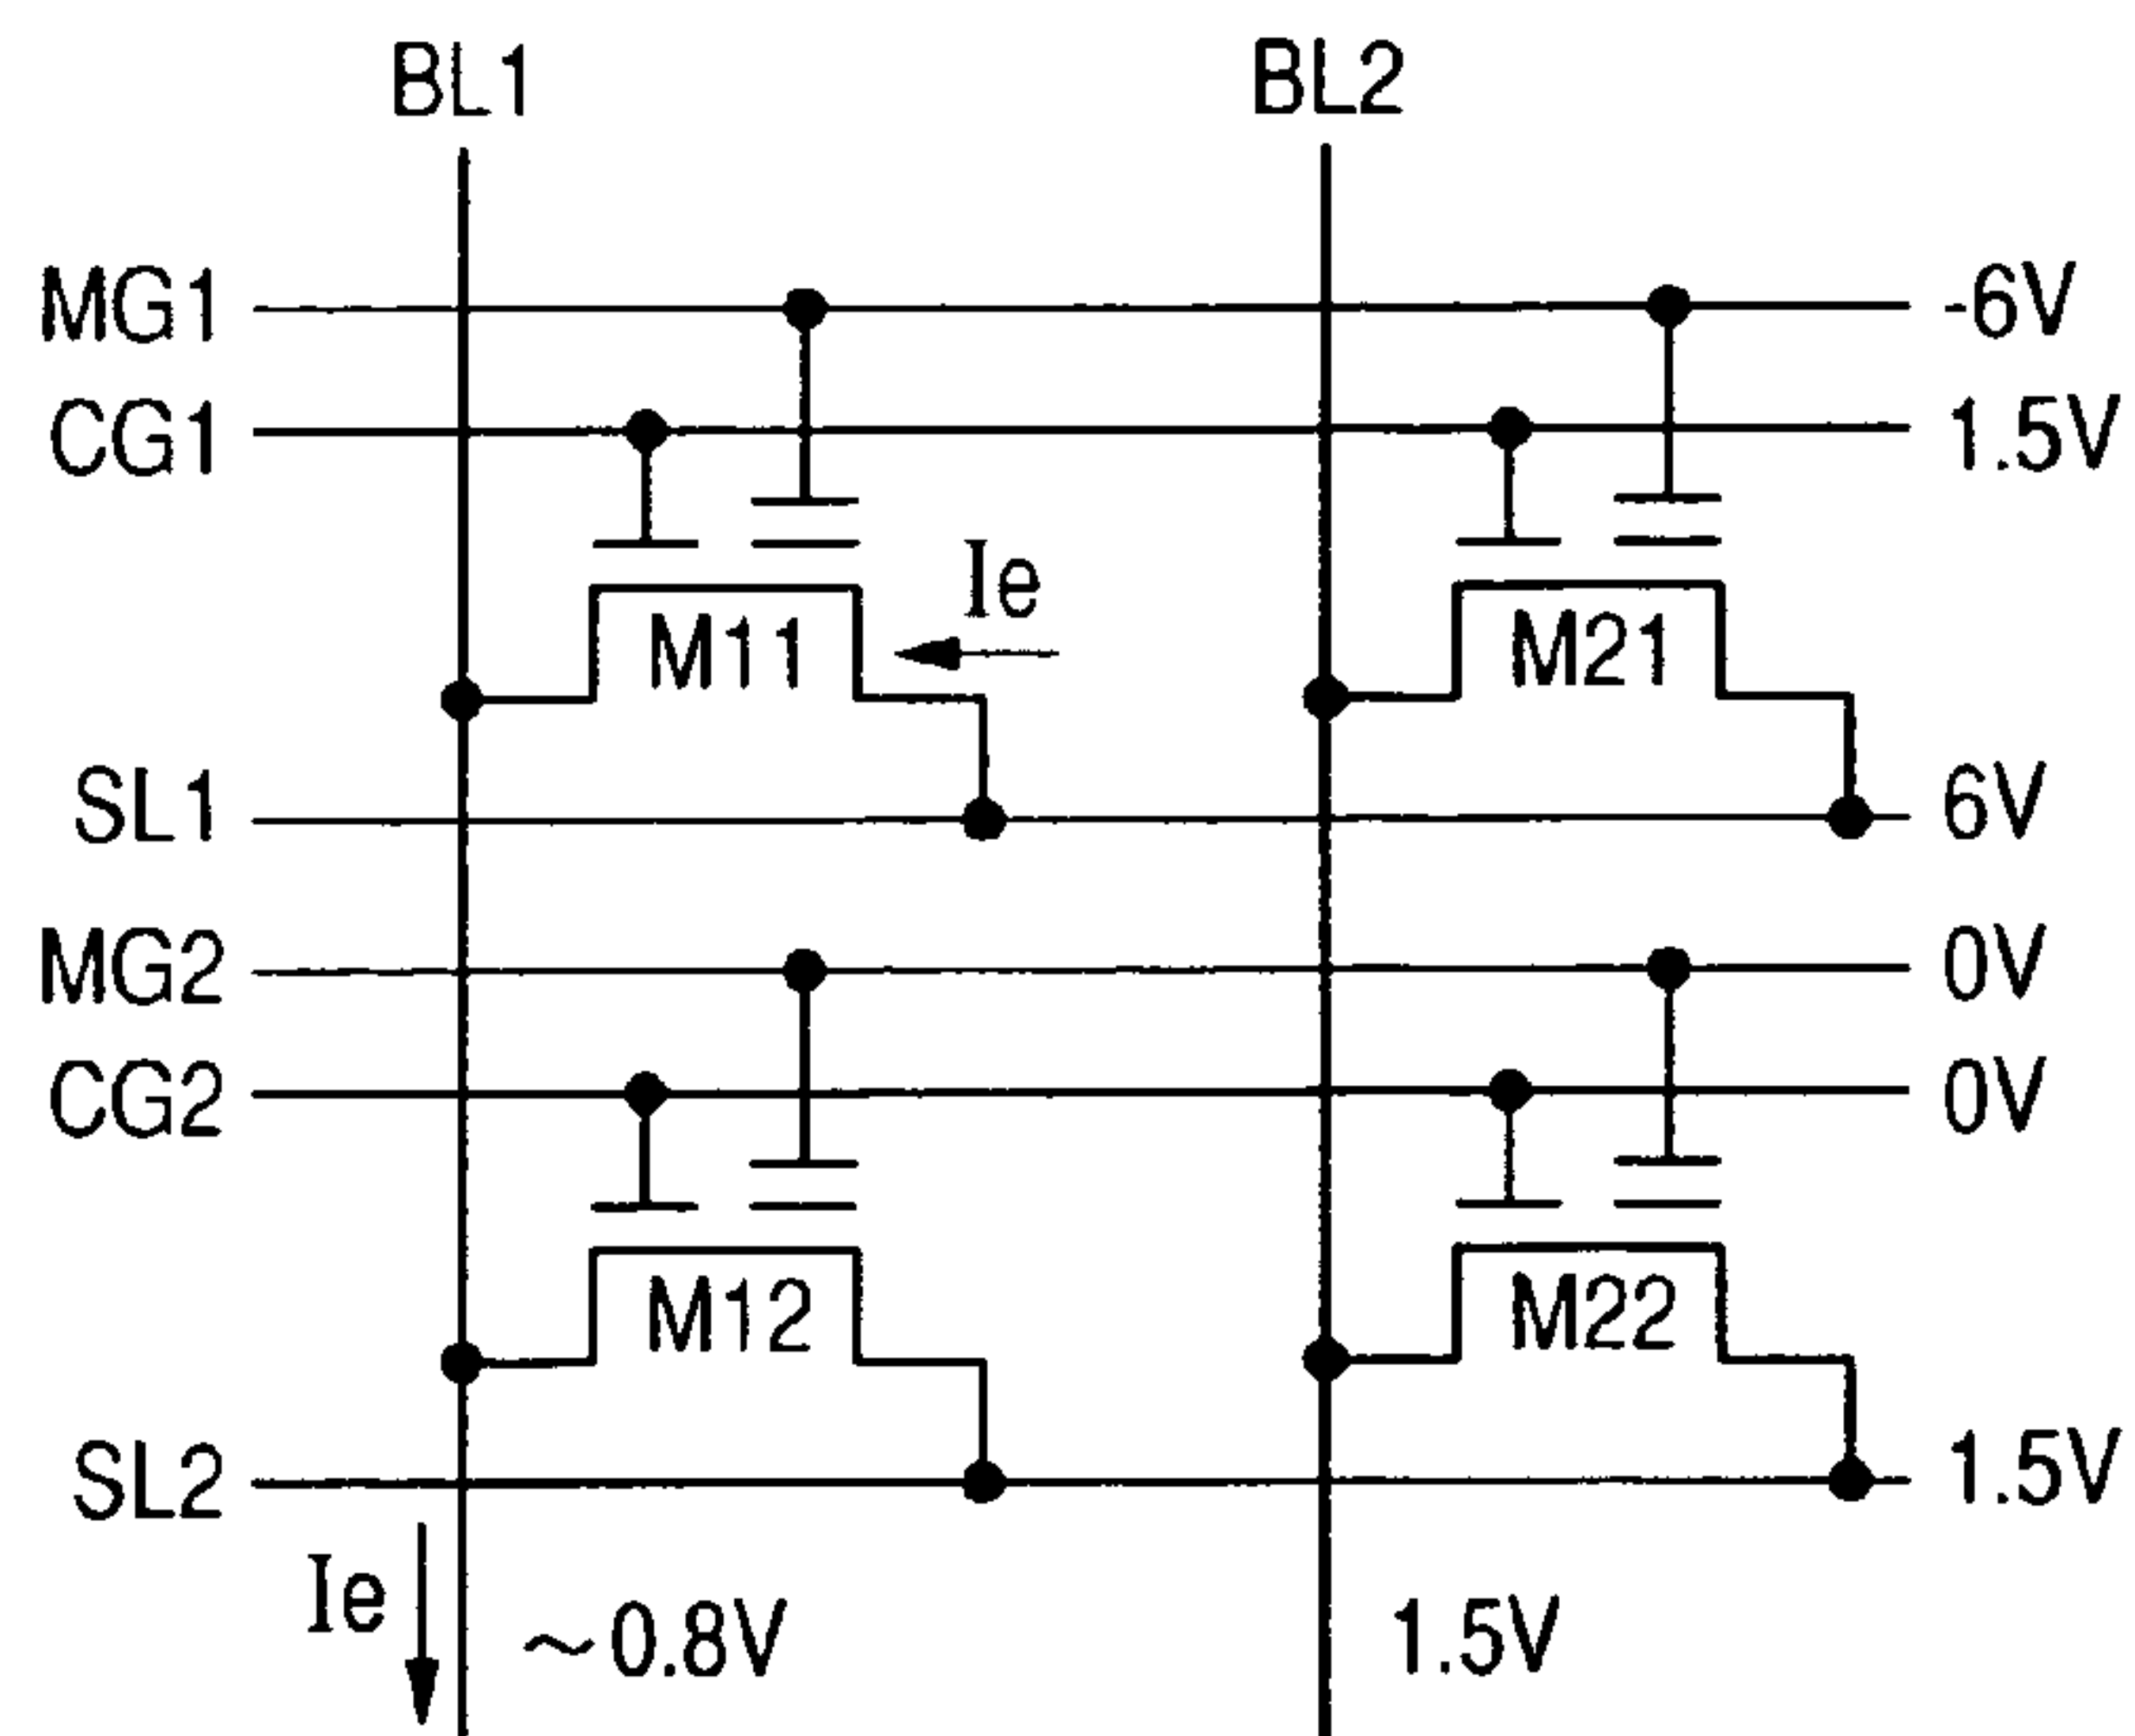 BL1 BL2
MG1 -6V
CG1 1.5V
Ie
M11 M21
SL1 6V
MG2 0V
CG2 0V
M12 M22
SL2 1.5V
Ie ~0.8V 1.5V